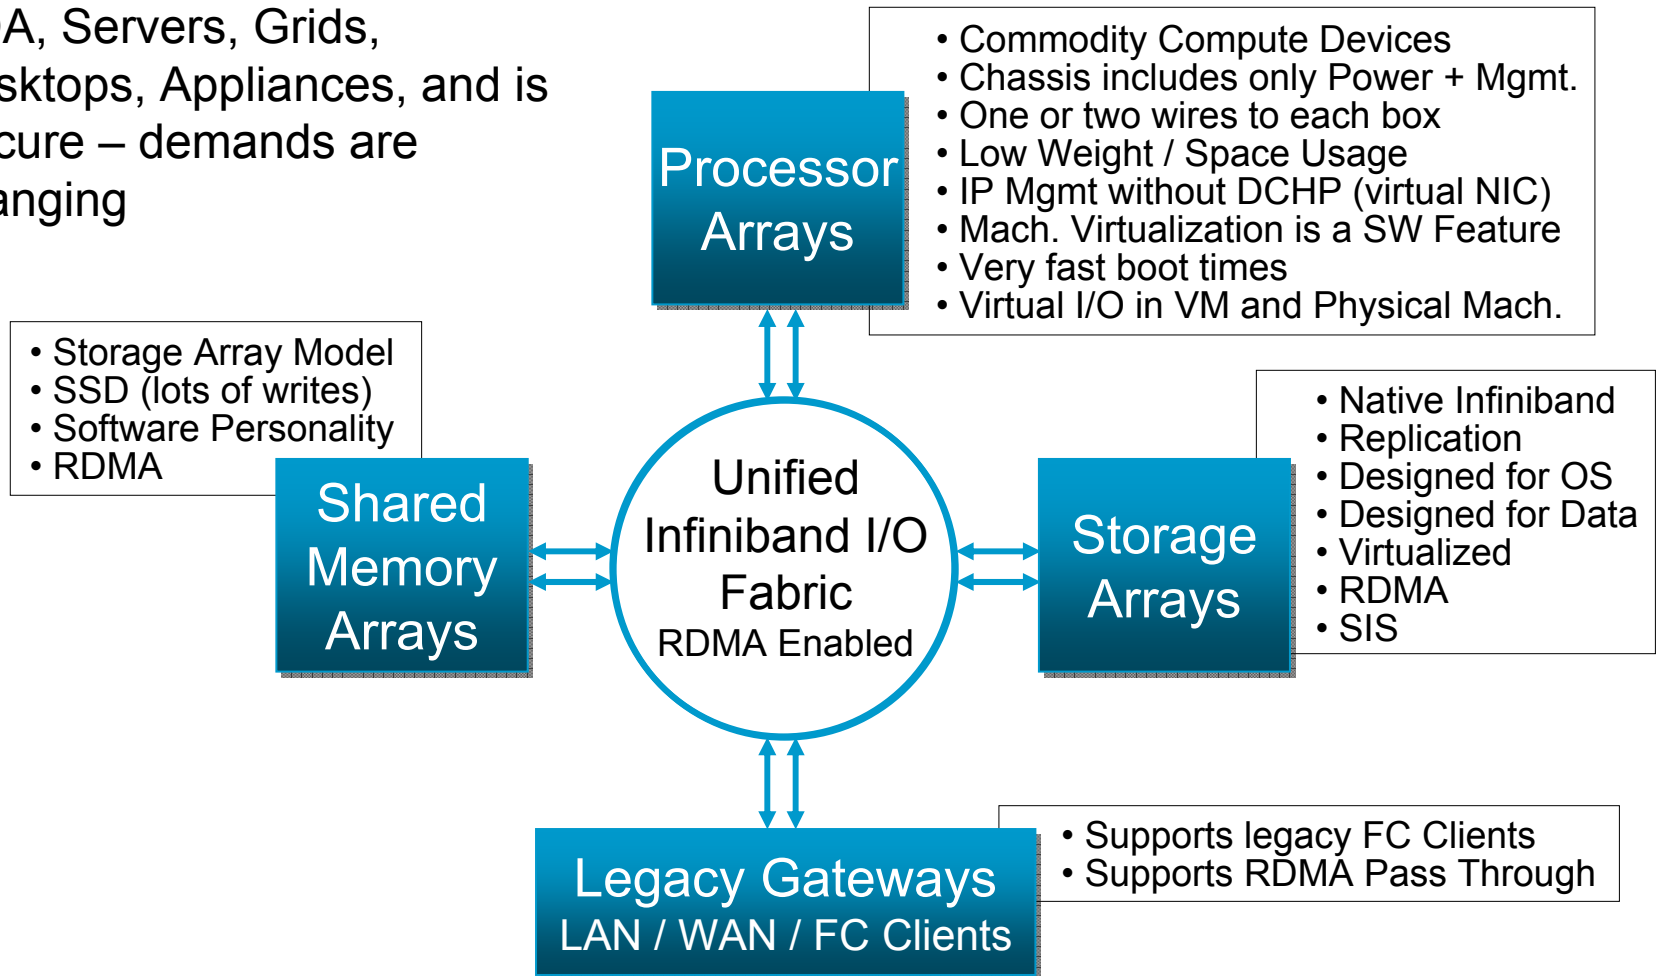 A, Servers, Grids,
sktops, Appliances, and is
cure – demands are
anging
Processor
Arrays
• Commodity Compute Devices
• Chassis includes only Power + Mgmt.
• One or two wires to each box
• Low Weight / Space Usage
• IP Mgmt without DCHP (virtual NIC)
• Mach. Virtualization is a SW Feature
• Very fast boot times
• Virtual I/O in VM and Physical Mach.
• Storage Array Model
• SSD (lots of writes)
• Software Personality
• RDMA
Shared
Memory
Arrays
Unified
Infiniband I/O
Fabric
RDMA Enabled
Storage
Arrays
• Native Infiniband
• Replication
• Designed for OS
• Designed for Data
• Virtualized
• RDMA
• SIS
Legacy Gateways
LAN / WAN / FC Clients
• Supports legacy FC Clients
• Supports RDMA Pass Through